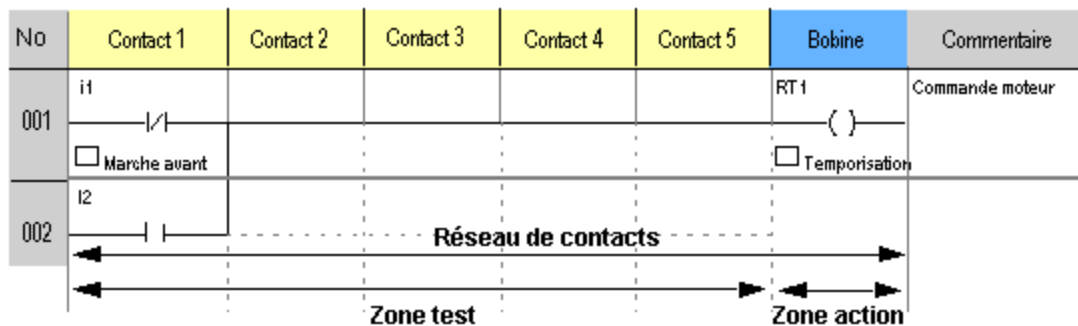 No Contact 1 Contact 2 Contact 3 Contact 4 Contact 5 Bobine Commentaire
i1 RT1 Commande moteur
001
Marche avant Temporisation
I2
002
Réseau de contacts
Zone test Zone action